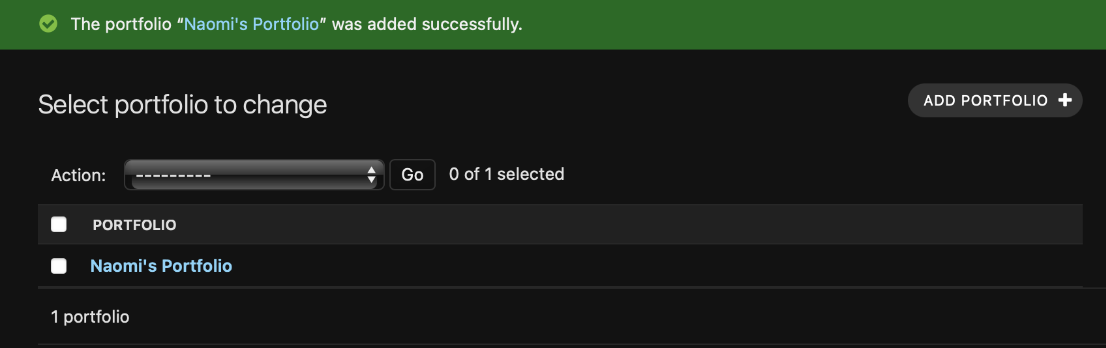 The portfolio “Naomi's Portfolio” was added successfully.
Select portfolio to change
ADD PORTFOLIO
Action: --------- Go 0 of 1 selected
PORTFOLIO
Naomi's Portfolio
1 portfolio